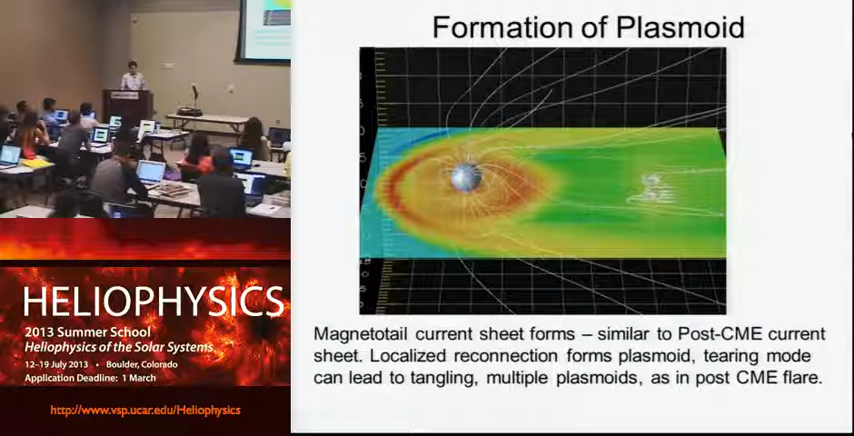 Formation of Plasmoid
Magnetotail current sheet forms – similar to Post-CME current
sheet. Localized reconnection forms plasmoid, tearing mode
can lead to tangling, multiple plasmoids, as in post CME flare.
HELIOPHYSICS
2013 Summer School
Heliophysics of the Solar Systems
12–19 July 2013 • Boulder, Colorado
Application Deadline: 1 March
http://www.vsp.ucar.edu/Heliophysics